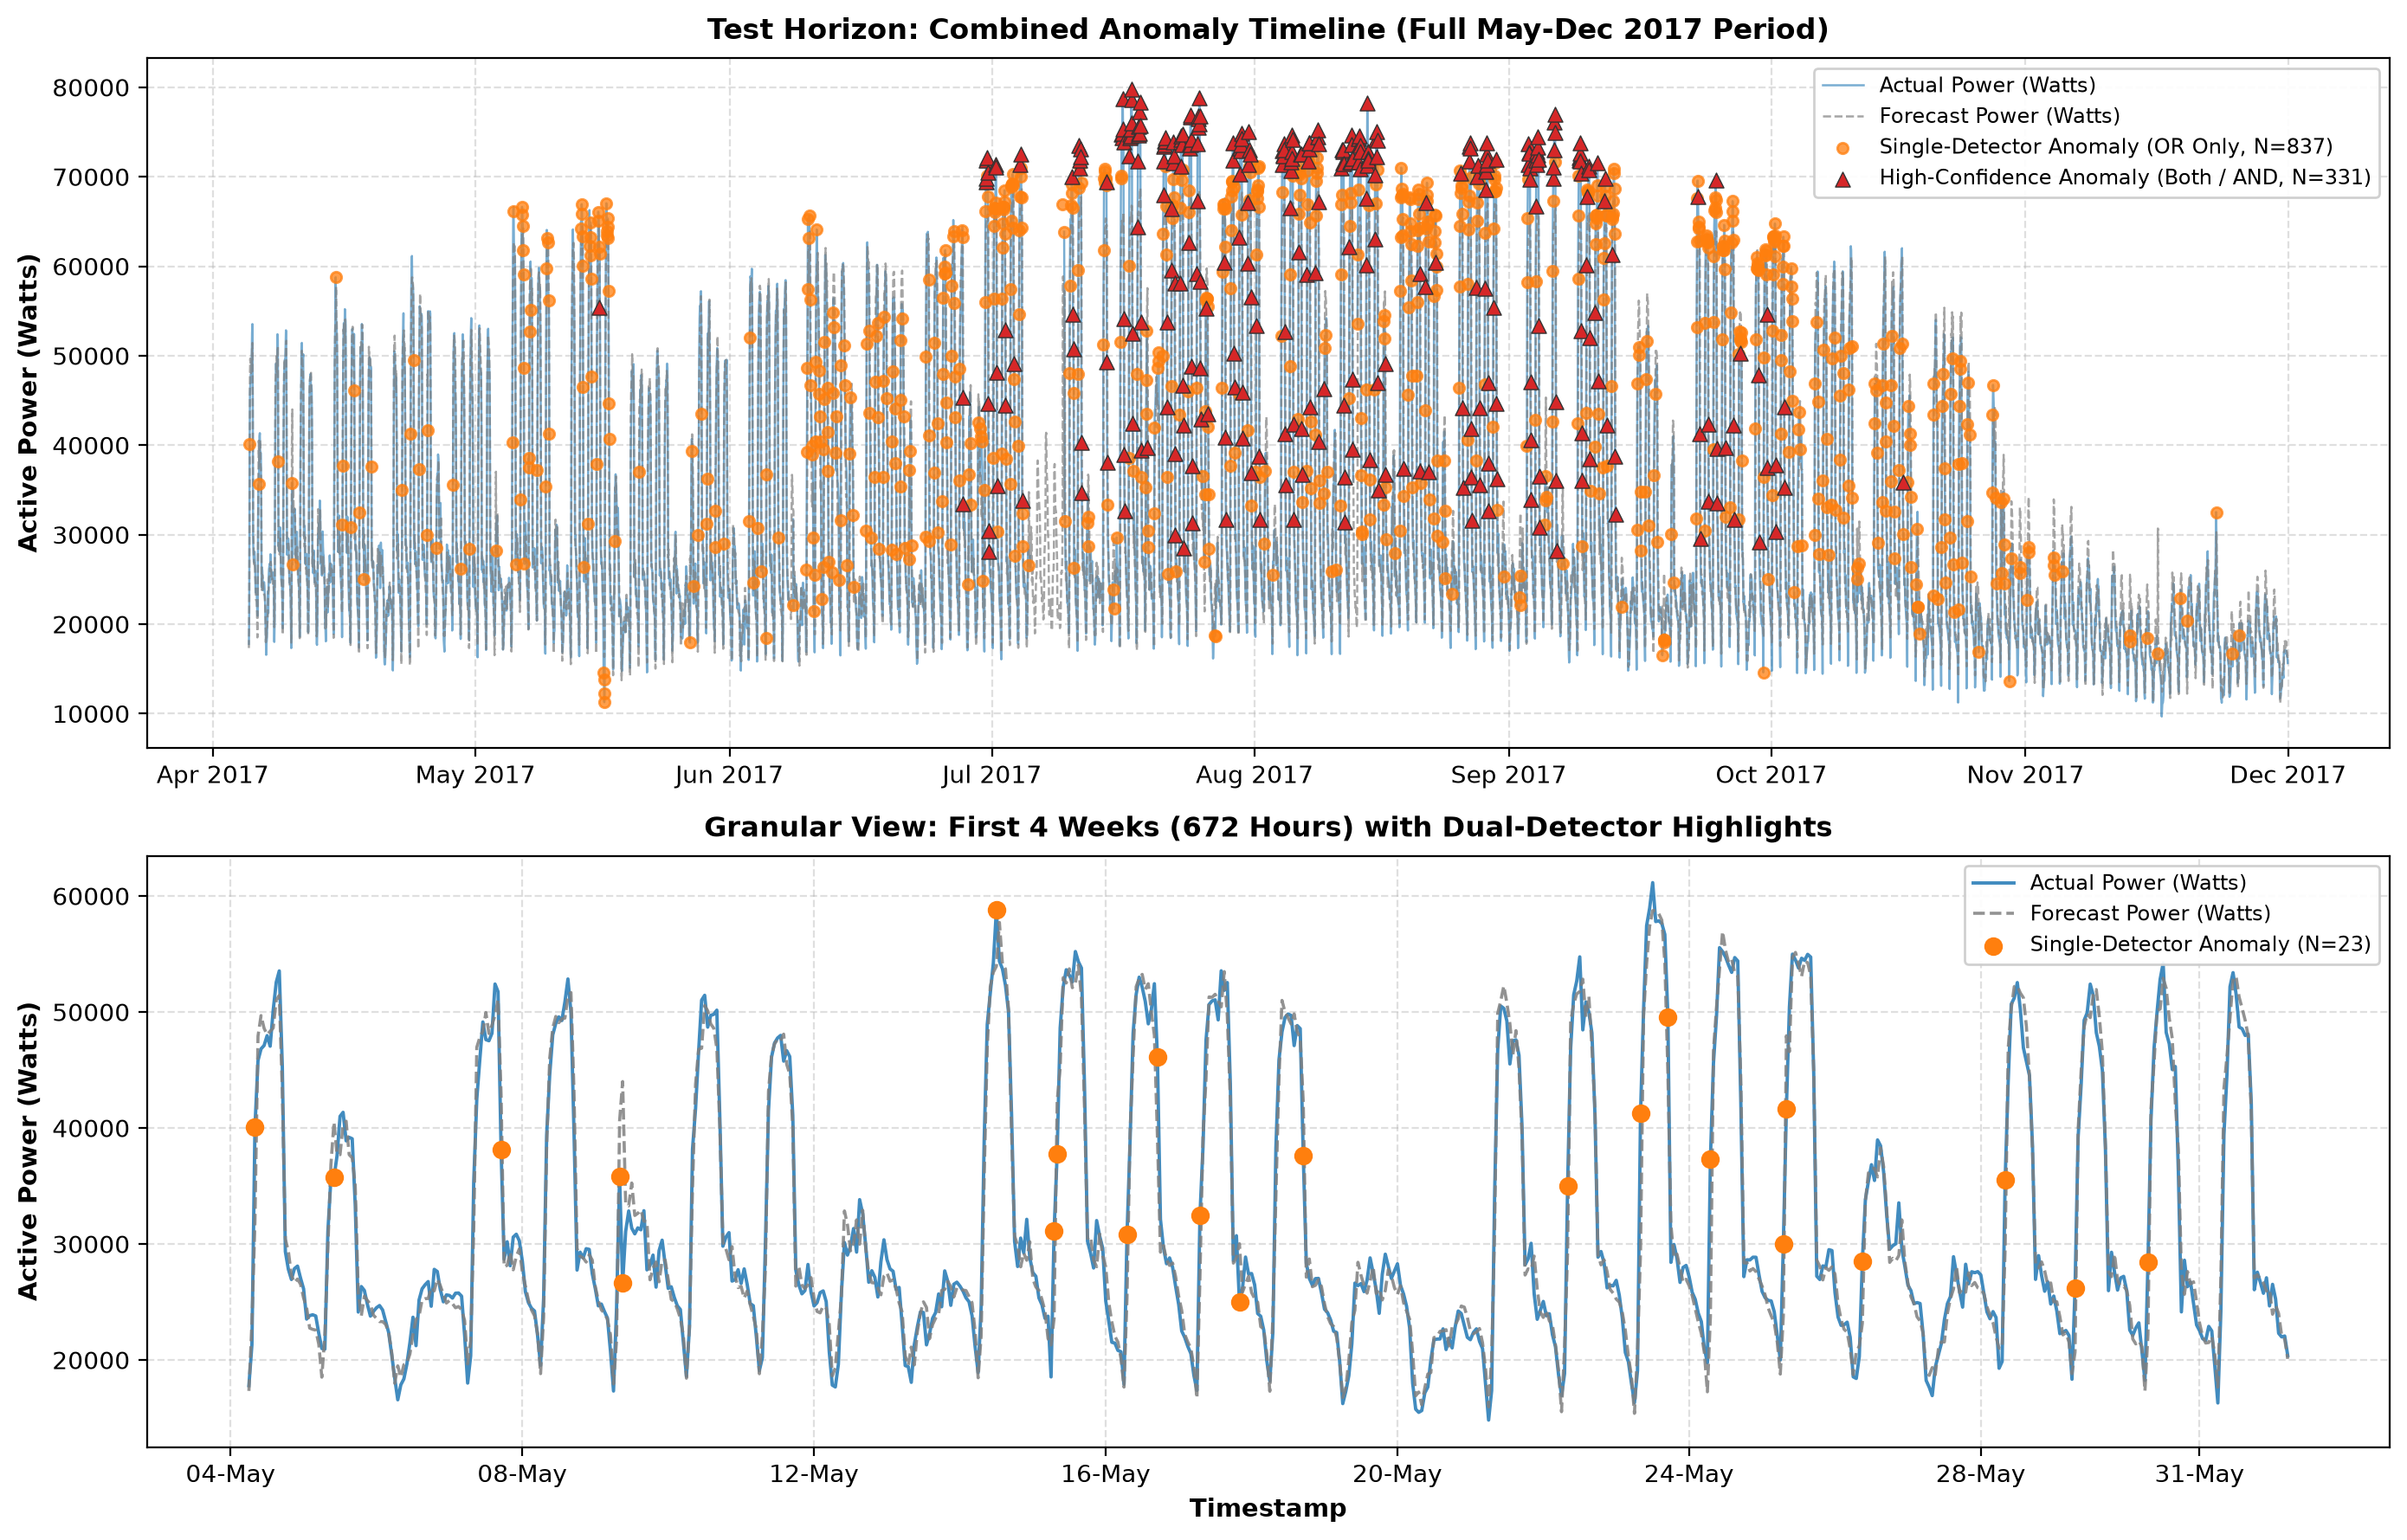 Test Horizon: Combined Anomaly Timeline (Full May-Dec 2017 Period)
Active Power (Watts)
80000
70000
60000
50000
40000
30000
20000
10000
Actual Power (Watts)
Forecast Power (Watts)
Single-Detector Anomaly (OR Only, N=837)
High-Confidence Anomaly (Both / AND, N=331)
Apr 2017 May 2017 Jun 2017 Jul 2017 Aug 2017 Sep 2017 Oct 2017 Nov 2017 Dec 2017
Granular View: First 4 Weeks (672 Hours) with Dual-Detector Highlights
Active Power (Watts)
60000
50000
40000
30000
20000
Actual Power (Watts)
Forecast Power (Watts)
Single-Detector Anomaly (N=23)
04-May 08-May 12-May 16-May 20-May 24-May 28-May 31-May
Timestamp